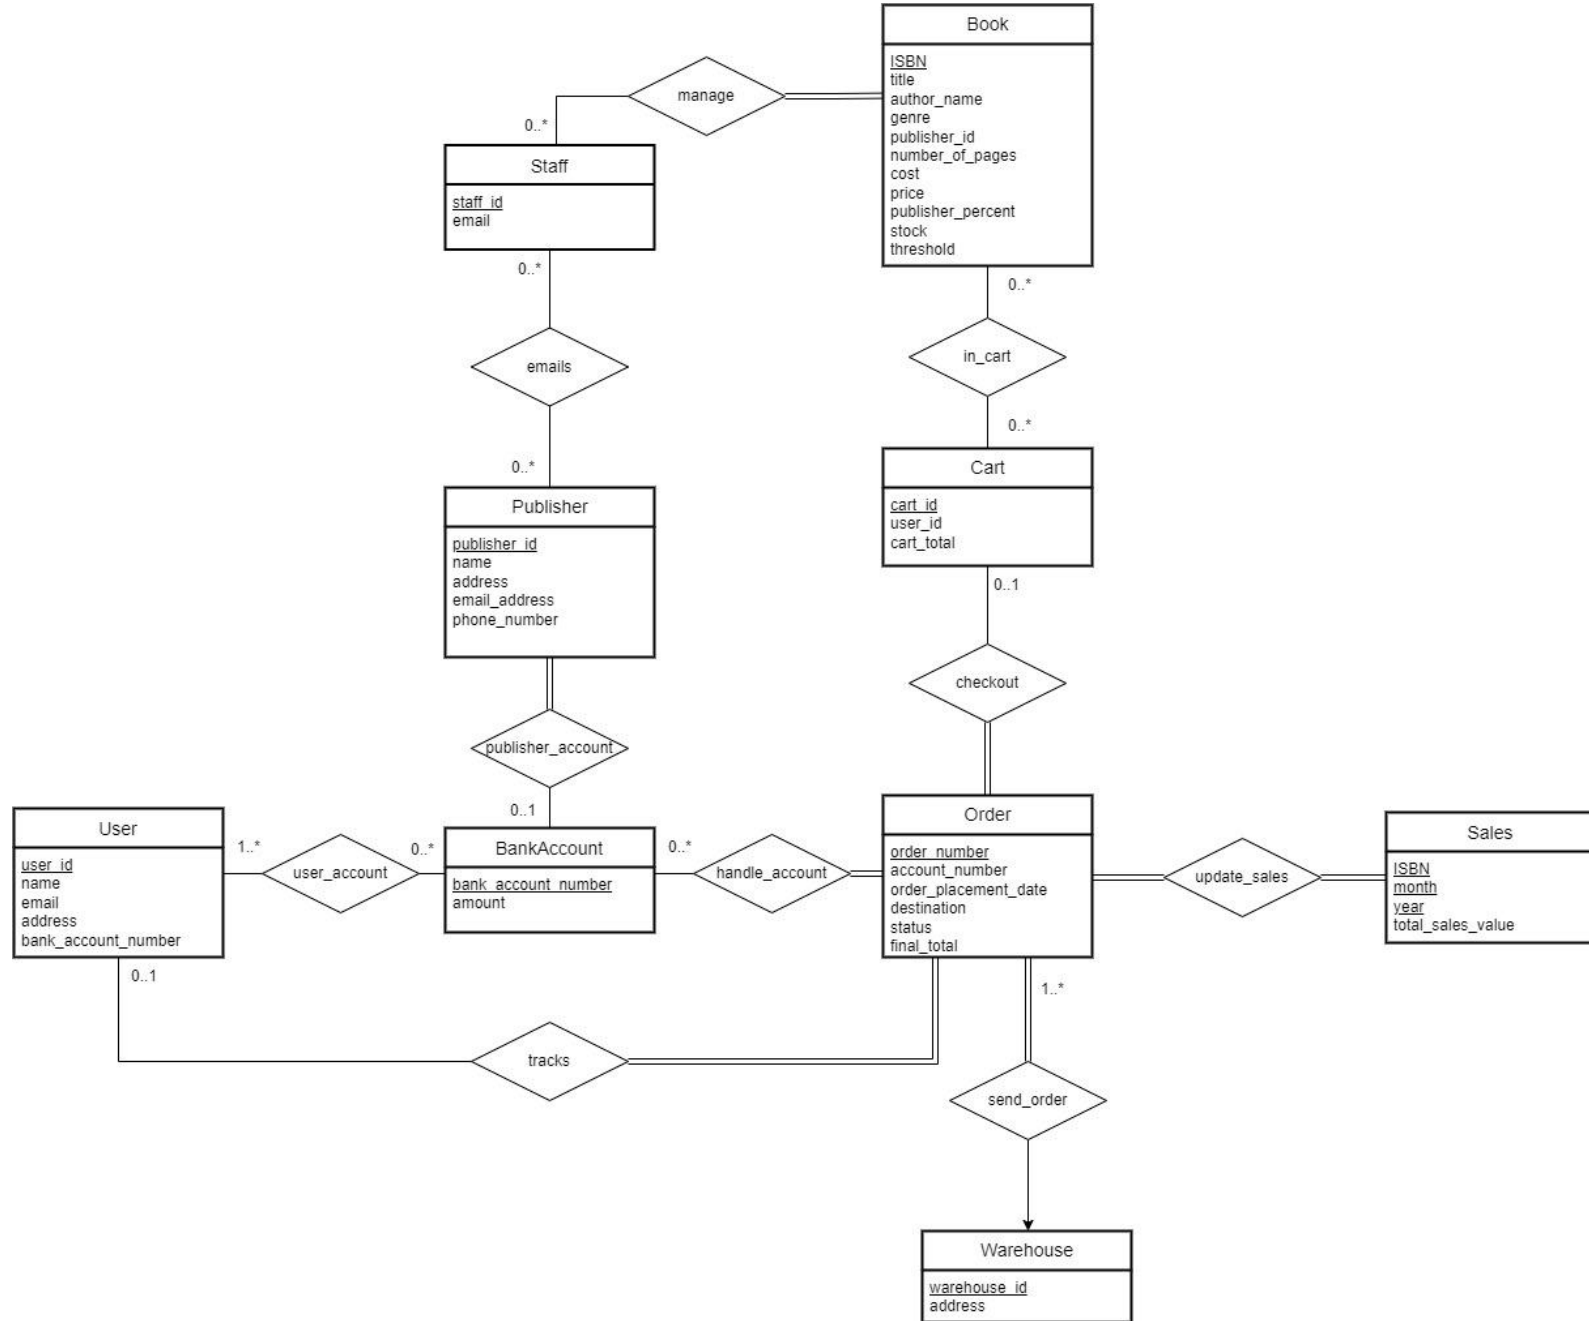 Book
ISBN
title
author_name
genre
publisher_id
number_of_pages
cost
price
publisher_percent
stock
threshold
manage
0..*
Staff
staff_id
email
0..*
emails
0..*
Publisher
publisher_id
name
address
email_address
phone_number
publisher_account
0..1
0..*
in_cart
0..*
Cart
cart_id
user_id
cart_total
0..1
checkout
User
user_id
name
email
address
bank_account_number
1..*
user_account
0..*
BankAccount
bank_account_number
amount
0..*
handle_account
Order
order_number
account_number
order_placement_date
destination
status
final_total
update_sales
Sales
ISBN
month
year
total_sales_value
0..1
tracks
1..*
send_order
Warehouse
warehouse_id
address